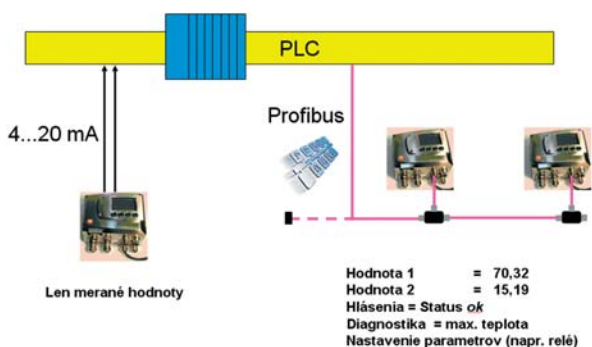 PLC
4...20 mA
Profibus
Len merané hodnoty
Hodnota 1 = 70,32
Hodnota 2 = 15,19
Hlásenia = Status ok
Diagnostika = max. teplota
Nastavenie parametrov (napr. relé)